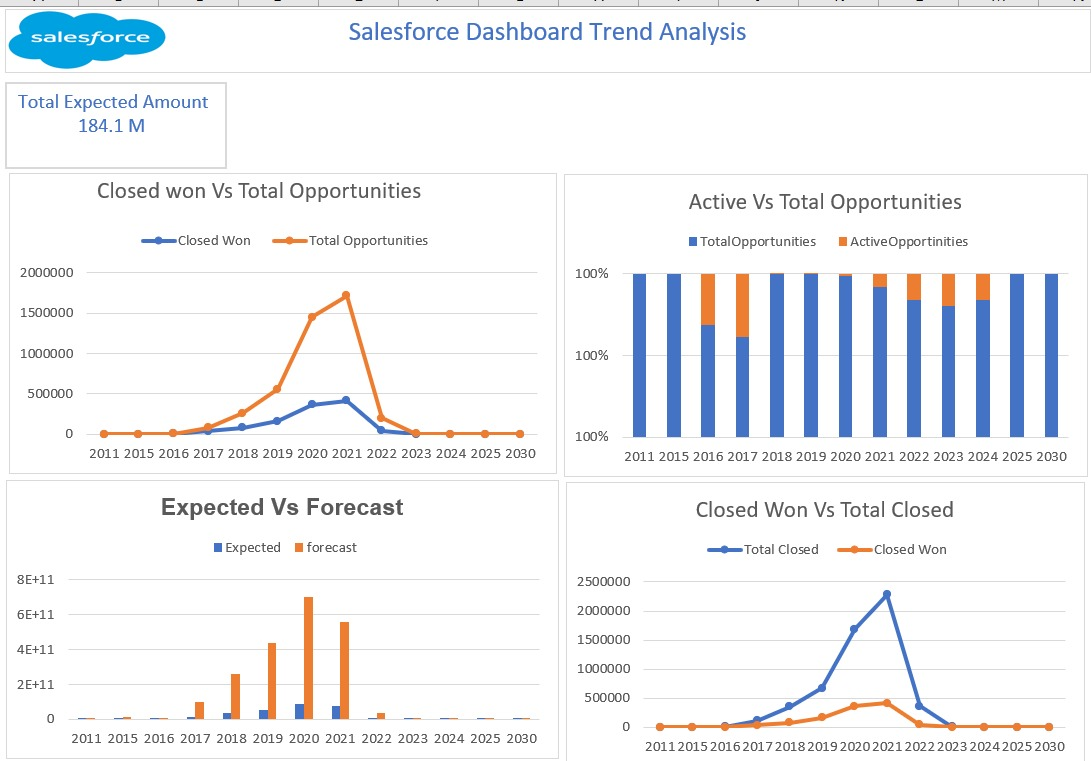 salesforce
Salesforce Dashboard Trend Analysis
Total Expected Amount
184.1 M
Closed won Vs Total Opportunities
Closed Won Total Opportunities
2000000
1500000
1000000
500000
0
2011 2015 2016 2017 2018 2019 2020 2021 2022 2023 2024 2025 2030
Active Vs Total Opportunities
TotalOpportunities ActiveOpportinities
100%
100%
100%
2011 2015 2016 2017 2018 2019 2020 2021 2022 2023 2024 2025 2030
Expected Vs Forecast
Expected forecast
8E+11
6E+11
4E+11
2E+11
0
2011 2015 2016 2017 2018 2019 2020 2021 2022 2023 2024 2025 2030
Closed Won Vs Total Closed
Total Closed Closed Won
2500000
2000000
1500000
1000000
500000
0
2011 2015 2016 2017 2018 2019 2020 2021 2022 2023 2024 2025 2030